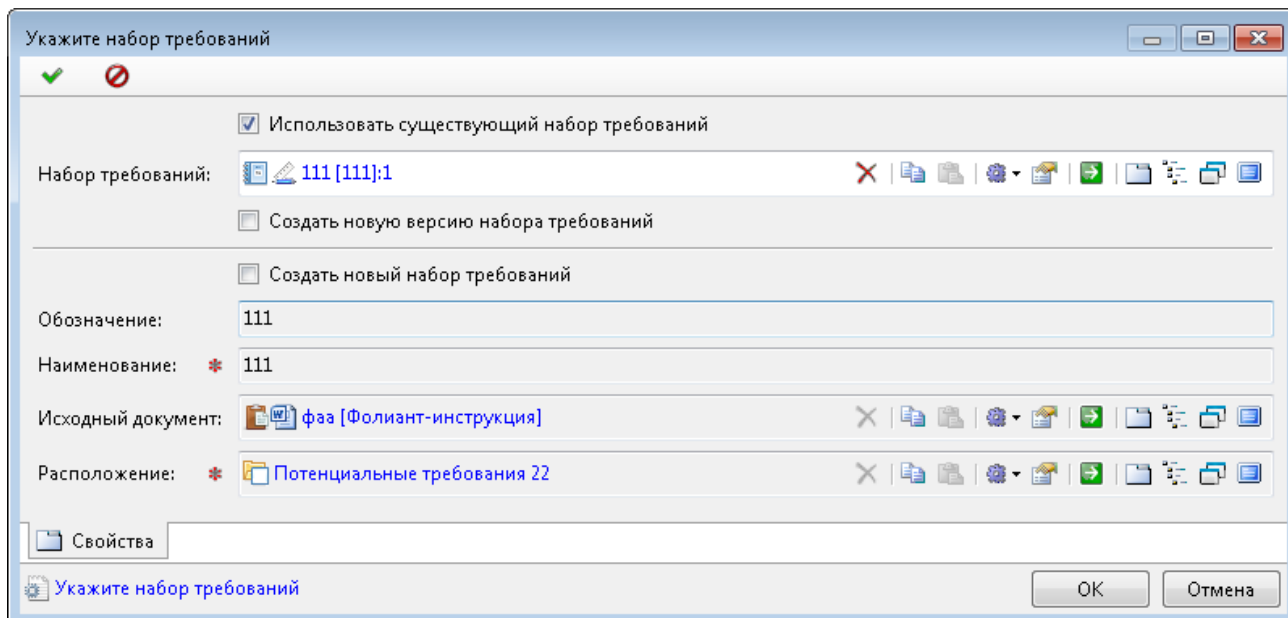 Укажите набор требований
Использовать существующий набор требований
Набор требований: 111 [111]:1
Создать новую версию набора требований
Создать новый набор требований
Обозначение: 111
Наименование: * 111
Исходный документ: фаа [Фолиант-инструкция]
Расположение: * Потенциальные требования 22
Свойства
Укажите набор требований OK Отмена